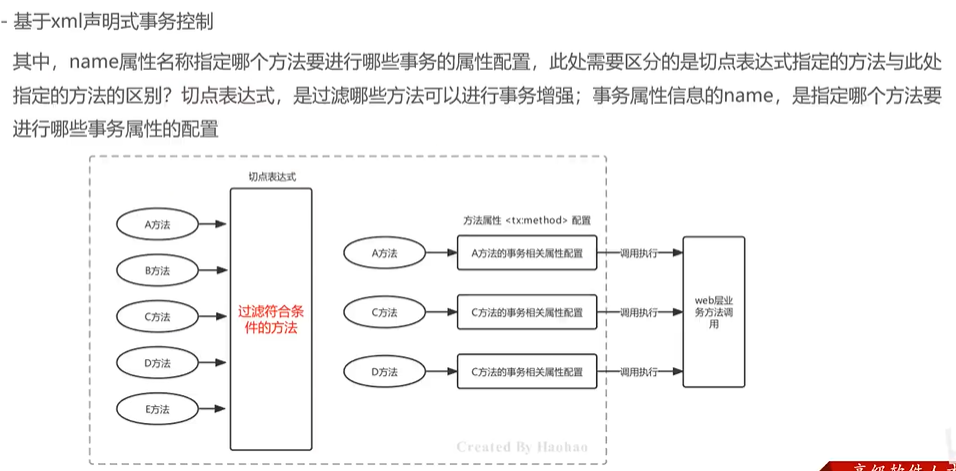 - 基于xml声明式事务控制
其中，name属性名称指定哪个方法要进行哪些事务的属性配置，此处需要区分的是切点表达式指定的方法与此处
指定的方法的区别？切点表达式，是过滤哪些方法可以进行事务增强；事务属性信息的name，是指定哪个方法要
进行哪些事务属性的配置
切点表达式
A方法
B方法
C方法
D方法
E方法
过滤符合条
件的方法
方法属性 <tx:method> 配置
A方法
A方法的事务相关属性配置
调用执行
C方法
C方法的事务相关属性配置
调用执行
D方法
C方法的事务相关属性配置
调用执行
web层业
务方法调
用
Created By Haohao